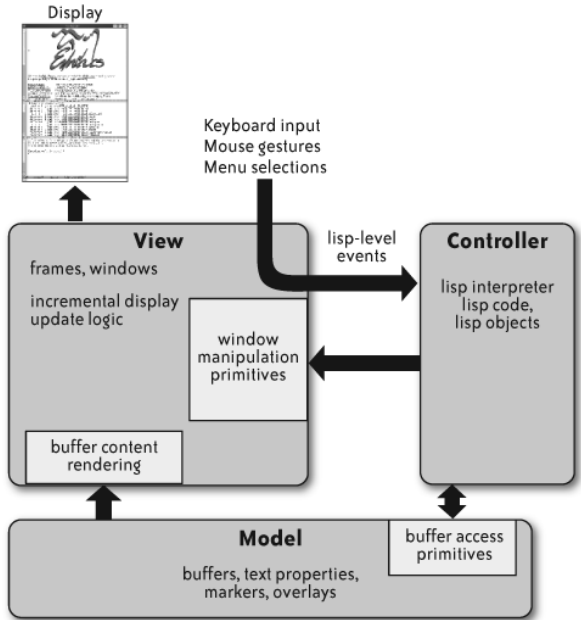 Display
Keyboard input
Mouse gestures
Menu selections
View
frames, windows
incremental display
update logic
window
manipulation
primitives
buffer content
rendering
lisp-level
events
Controller
lisp interpreter
lisp code,
lisp objects
Model
buffers, text properties,
markers, overlays
buffer access
primitives